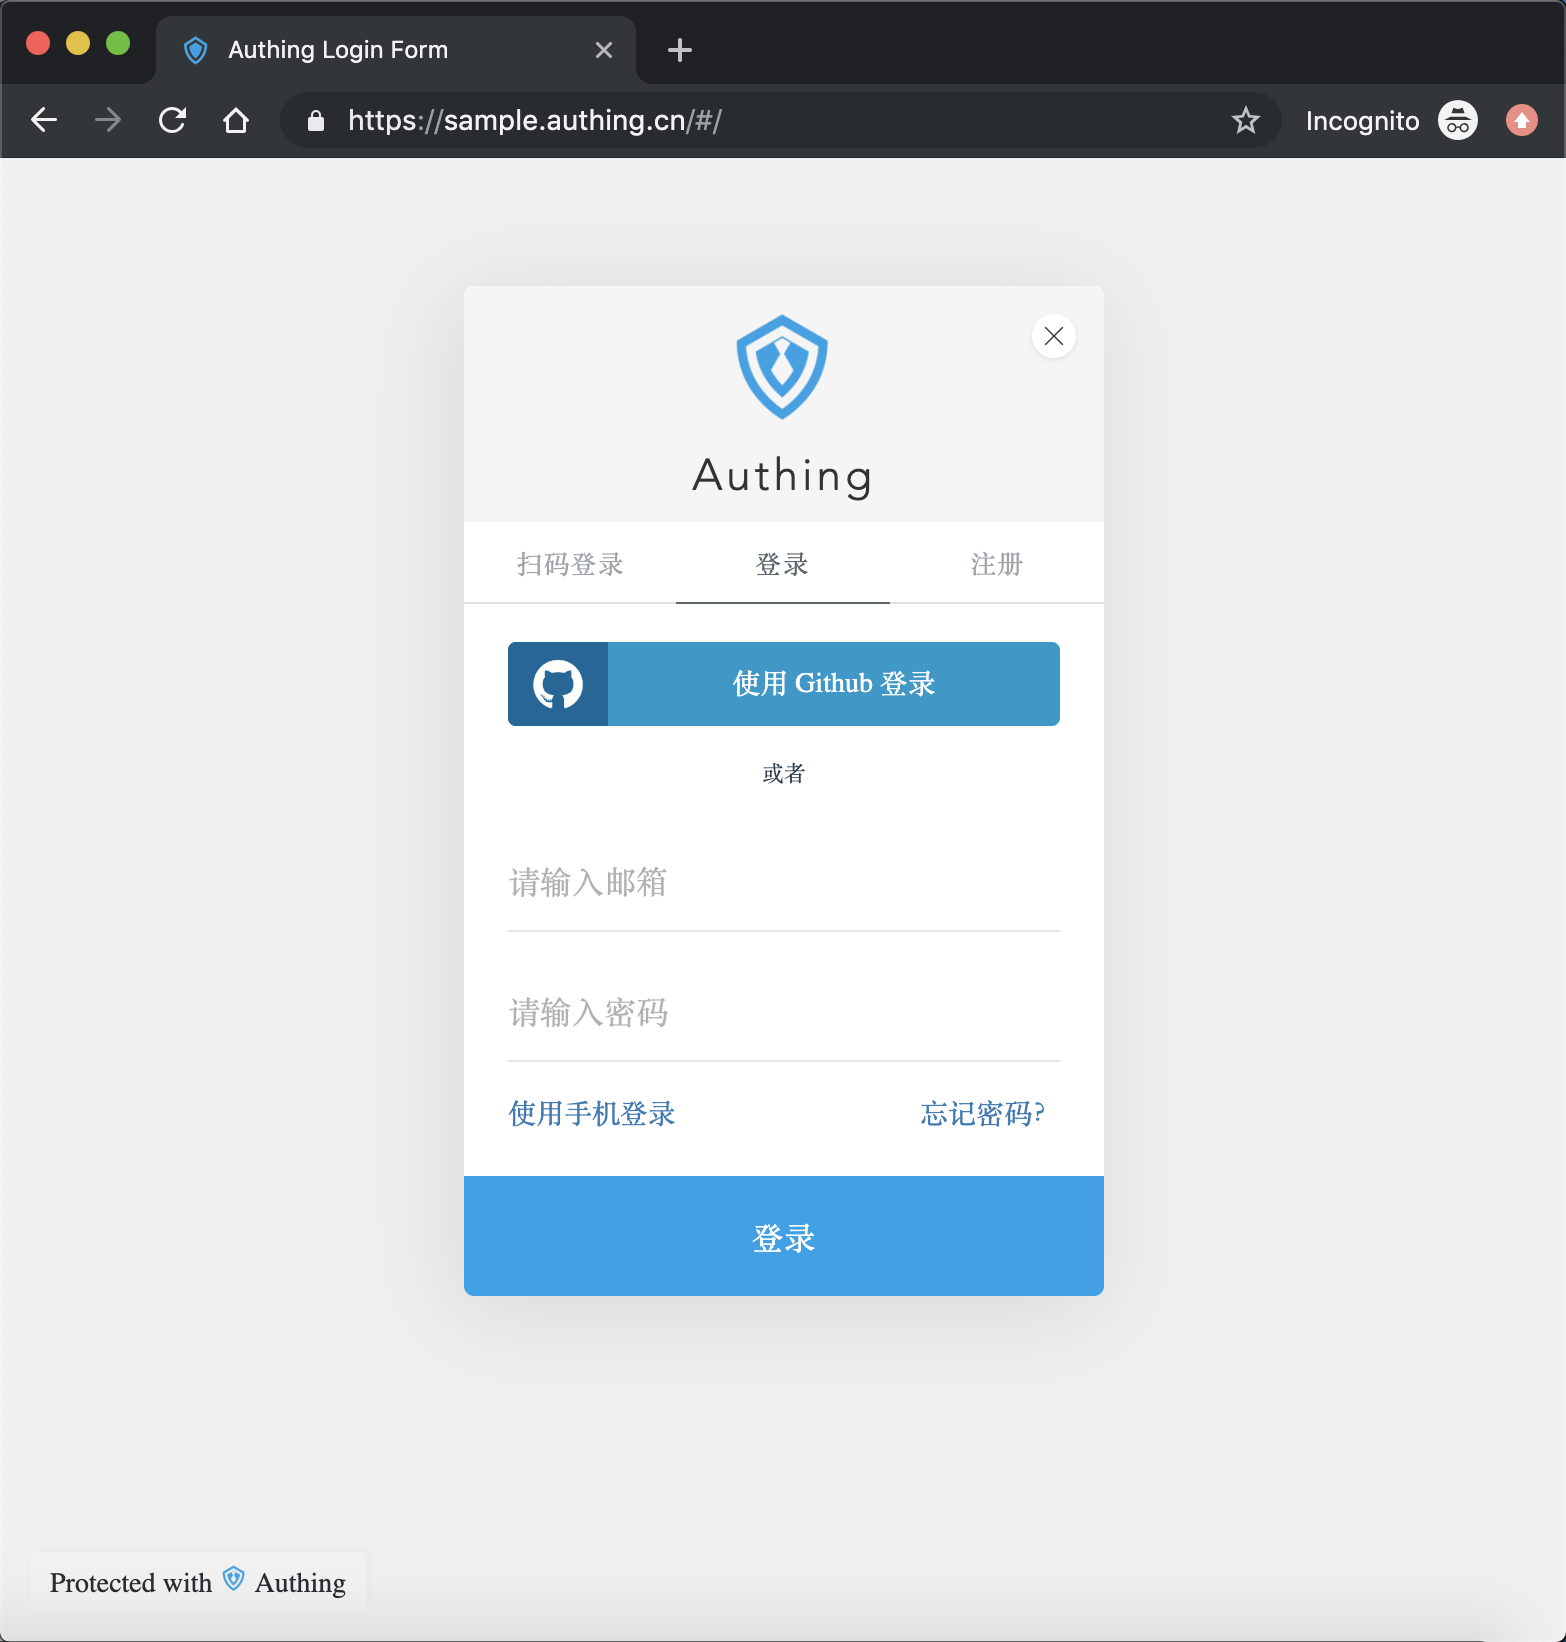 Authing Login Form
https://sample.authing.cn/#/
Incognito
Authing
扫码登录
登录
注册
使用 Github 登录
或者
请输入邮箱
请输入密码
使用手机登录
忘记密码?
登录
Protected with Authing